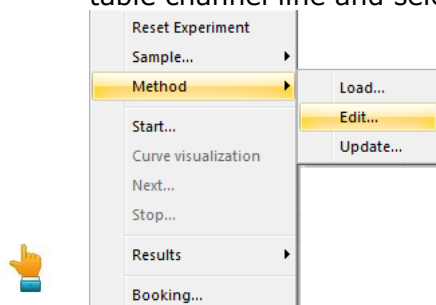 table channel line and sele
Reset Experiment
Sample...
Method
Load...
Edit...
Update...
Start...
Curve visualization
Next...
Stop...
Results
Booking...